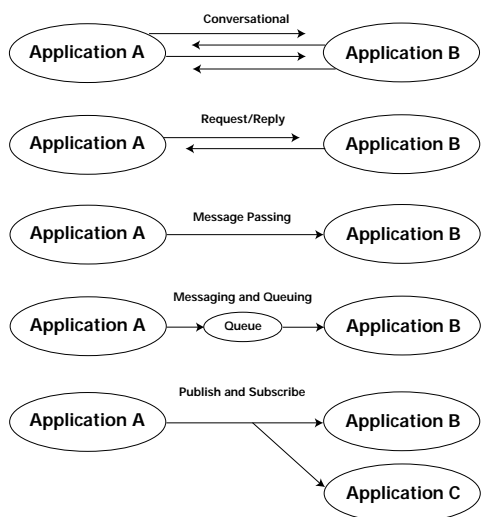 Conversational
Application A
Application B
Request/Reply
Application A
Application B
Message Passing
Application A
Application B
Messaging and Queuing
Application A
Queue
Application B
Publish and Subscribe
Application A
Application B
Application C